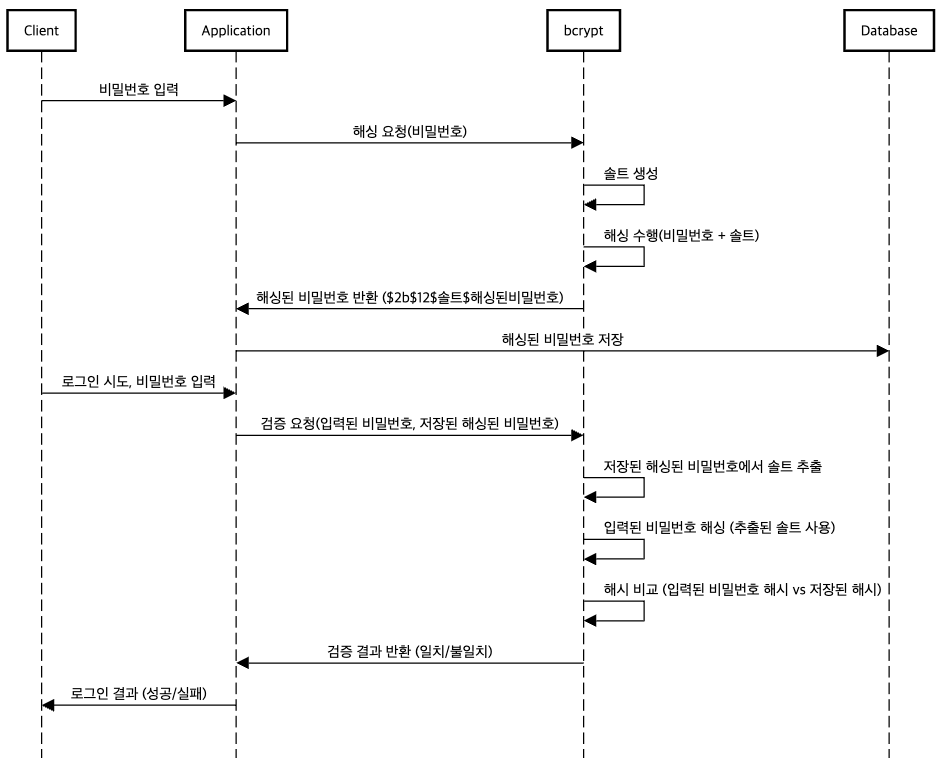 Client
Application
bcrypt
Database
비밀번호 입력
해싱 요청(비밀번호)
솔트 생성
해싱 수행(비밀번호 + 솔트)
해싱된 비밀번호 반환 ($2b$12$솔트$해싱된비밀번호)
해싱된 비밀번호 저장
로그인 시도, 비밀번호 입력
검증 요청(입력된 비밀번호, 저장된 해싱된 비밀번호)
저장된 해싱된 비밀번호에서 솔트 추출
입력된 비밀번호 해싱 (추출된 솔트 사용)
해시 비교 (입력된 비밀번호 해시 vs 저장된 해시)
검증 결과 반환 (일치/불일치)
로그인 결과 (성공/실패)